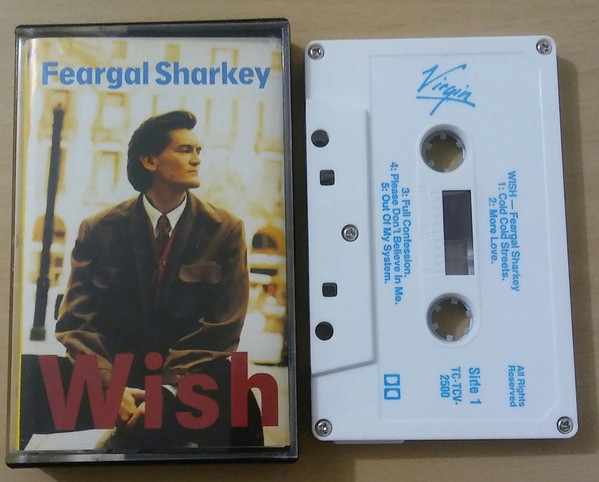 Feargal Sharkey
Wish
Virgin
WISH — Feargal Sharkey
1: Cold Cold Streets.
2: More Love.
3: Full Confession.
4: Please Don't Believe In Me.
5: Out Of My System.
All Rights
Reserved
Side 1
TC-TCV-
2500